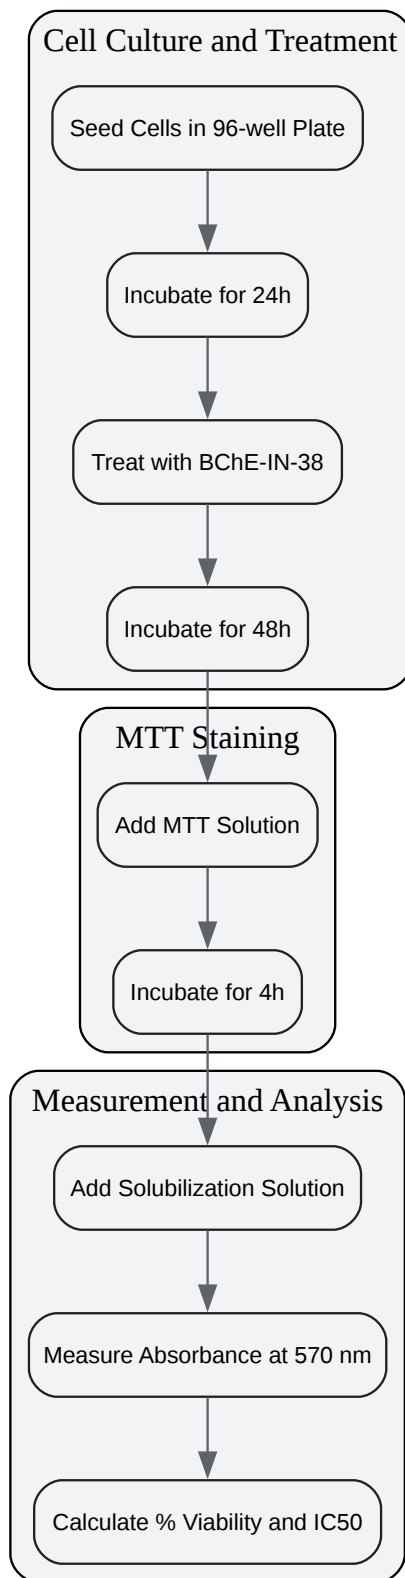 Cell Culture and Treatment
Seed Cells in 96-well Plate
Incubate for 24h
Treat with BChE-IN-38
Incubate for 48h
MTT Staining
Add MTT Solution
Incubate for 4h
Measurement and Analysis
Add Solubilization Solution
Measure Absorbance at 570 nm
Calculate % Viability and IC50